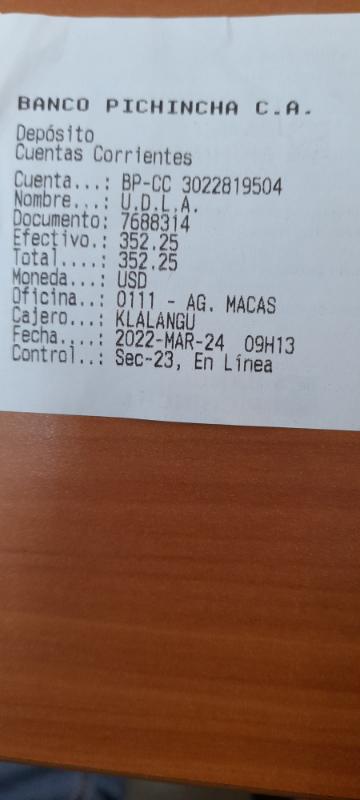 BANCO PICHINCHA C.A.
Depósito
Cuentas Corrientes
Cuenta...: BP-CC 3022819504
Nombre...: U.D.L.A.
Documento: 7688314
Efectivo.: 352.25
Total....: 352.25
Moneda...: USD
Oficina..: 0111 - AG. MACAS
Cajero...: KLALANGU
Fecha....: 2022-MAR-24 09H13
Control..: Sec-23, En Línea